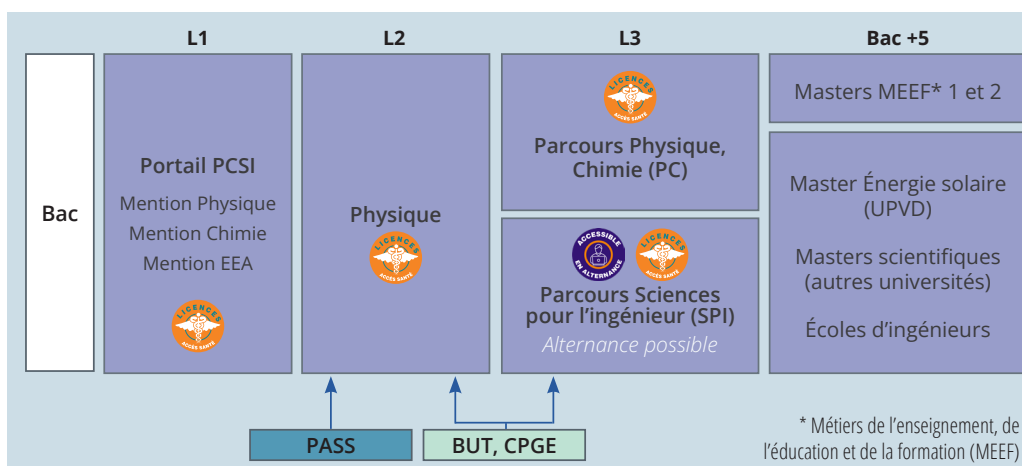 L1
L2
L3
Bac +5
Bac
Portail PCSI
Mention Physique
Mention Chimie
Mention EEA
LICENCES
ACCÈS SANTÉ
Physique
LICENCES
ACCÈS SANTÉ
LICENCES
ACCÈS SANTÉ
Parcours Physique,
Chimie (PC)
ACCESSIBLE
EN ALTERNANCE
LICENCES
ACCÈS SANTÉ
Parcours Sciences
pour l’ingénieur (SPI)
Alternance possible
Masters MEEF* 1 et 2
Master Énergie solaire
(UPVD)
Masters scientifiques
(autres universités)
Écoles d’ingénieurs
PASS
BUT, CPGE
* Métiers de l’enseignement, de
l’éducation et de la formation (MEEF)